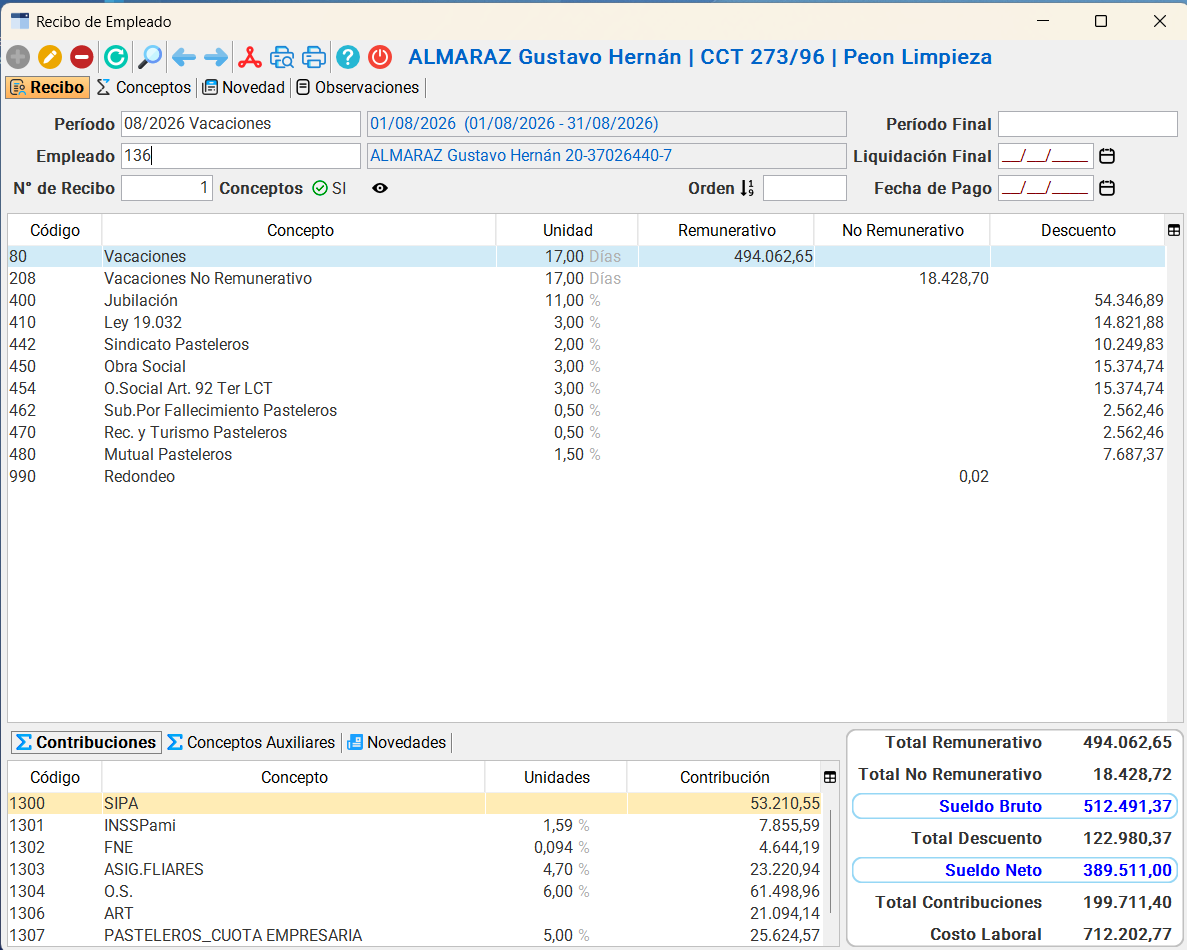 Recibo de Empleado
ALMARAZ Gustavo Hernán | CCT 273/96 | Peon Limpieza
Recibo Conceptos Novedad Observaciones
Período 08/2026 Vacaciones 01/08/2026 (01/08/2026 - 31/08/2026) Período Final
Empleado 136 ALMARAZ Gustavo Hernán 20-37026440-7 Liquidación Final __/__/____
N° de Recibo 1 Conceptos SI Orden Fecha de Pago __/__/____
Código Concepto Unidad Remunerativo No Remunerativo Descuento
80 Vacaciones 17,00 Días 494.062,65
208 Vacaciones No Remunerativo 17,00 Días 18.428,70
400 Jubilación 11,00 % 54.346,89
410 Ley 19.032 3,00 % 14.821,88
442 Sindicato Pasteleros 2,00 % 10.249,83
450 Obra Social 3,00 % 15.374,74
454 O.Social Art. 92 Ter LCT 3,00 % 15.374,74
462 Sub.Por Fallecimiento Pasteleros 0,50 % 2.562,46
470 Rec. y Turismo Pasteleros 0,50 % 2.562,46
480 Mutual Pasteleros 1,50 % 7.687,37
990 Redondeo 0,02
Contribuciones Conceptos Auxiliares Novedades
Código Concepto Unidades Contribución
1300 SIPA 53.210,55
1301 INSSPami 1,59 % 7.855,59
1302 FNE 0,094 % 4.644,19
1303 ASIG.FLIARES 4,70 % 23.220,94
1304 O.S. 6,00 % 61.498,96
1306 ART 21.094,14
1307 PASTELEROS_CUOTA EMPRESARIA 5,00 % 25.624,57
Total Remunerativo 494.062,65
Total No Remunerativo 18.428,72
Sueldo Bruto 512.491,37
Total Descuento 122.980,37
Sueldo Neto 389.511,00
Total Contribuciones 199.711,40
Costo Laboral 712.202,77